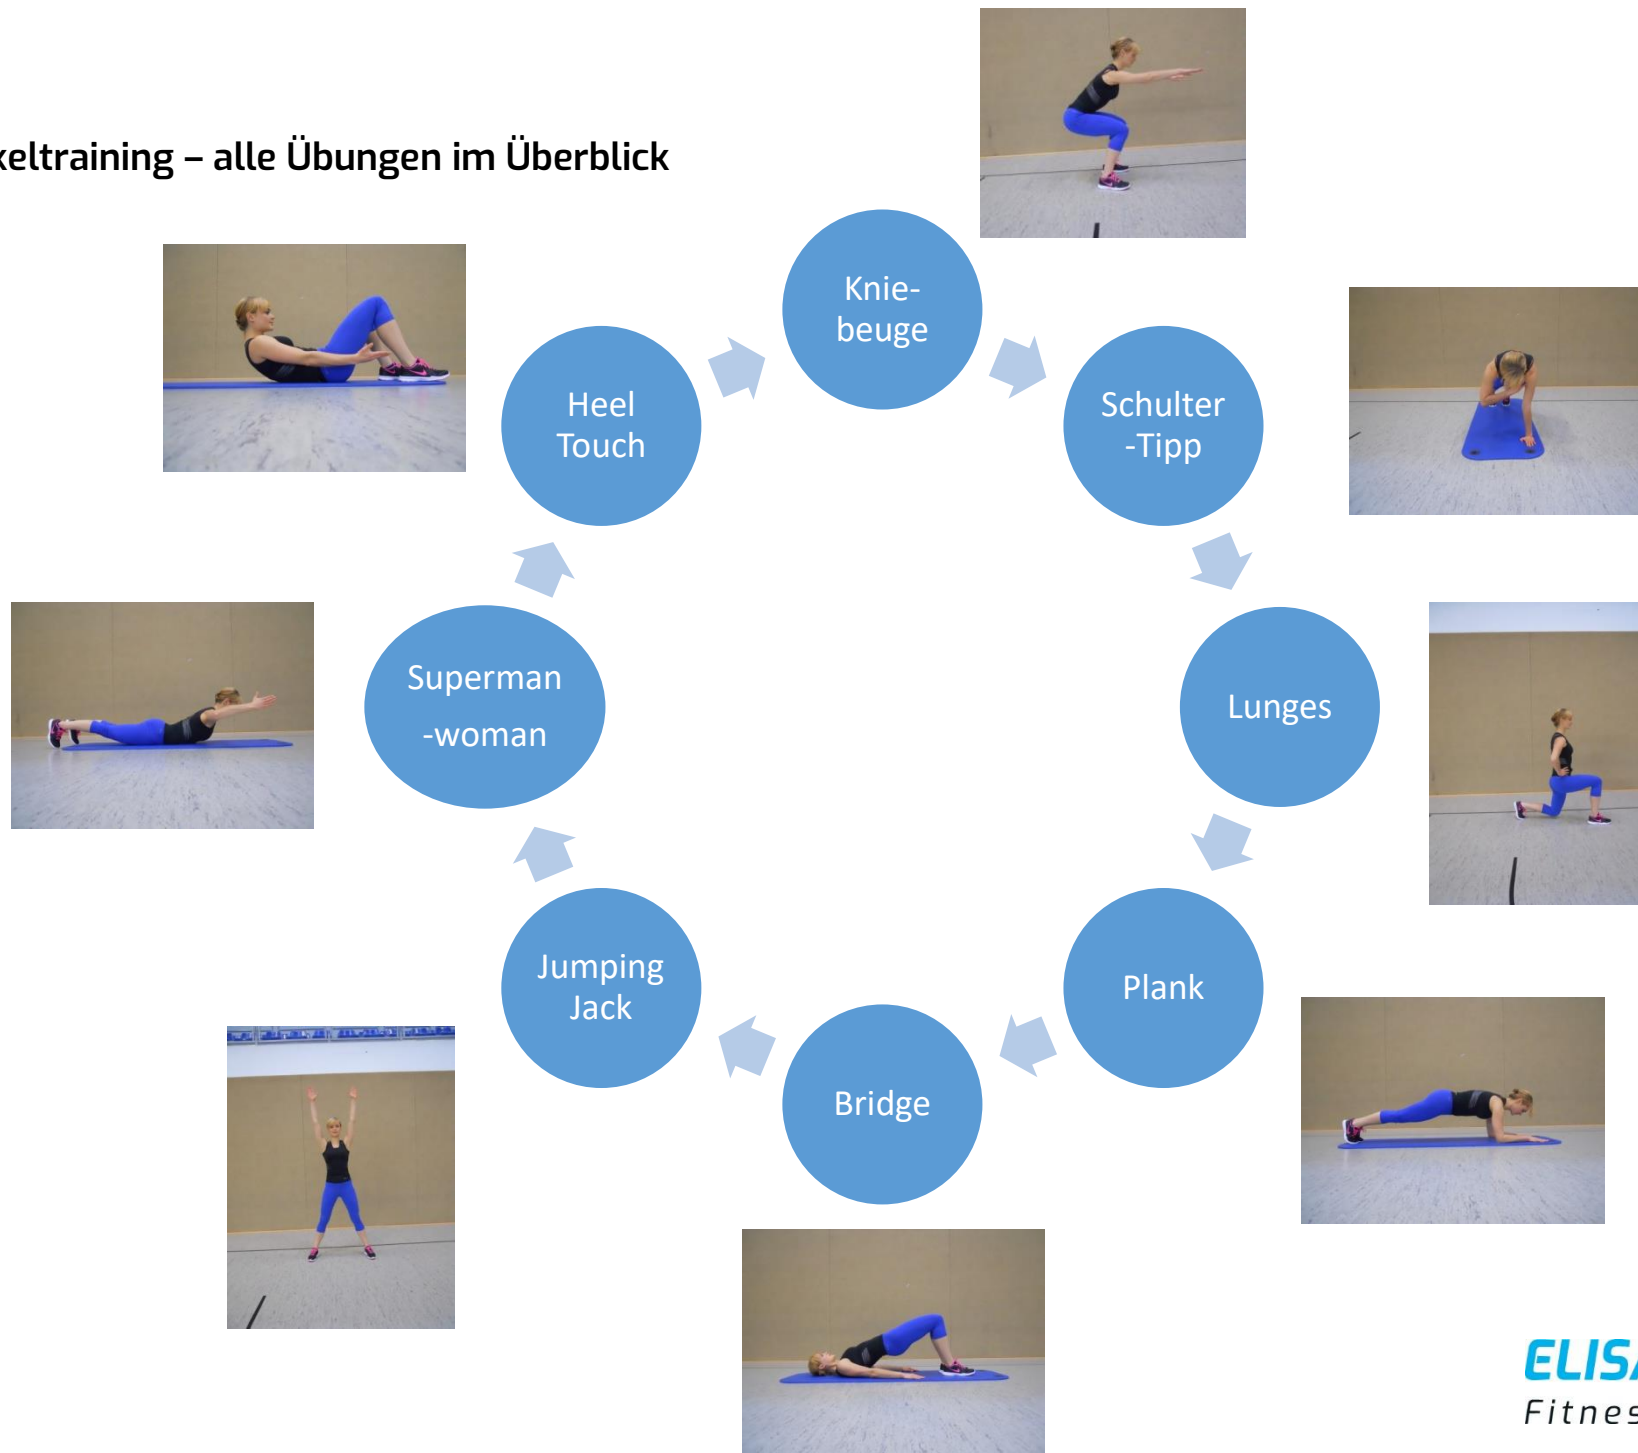 keltraining – alle Übungen im Überblick
Knie-
beuge
Schulter
-Tipp
Lunges
Plank
Bridge
Jumping
Jack
Superman
-woman
Heel
Touch
ELISA
Fitnes